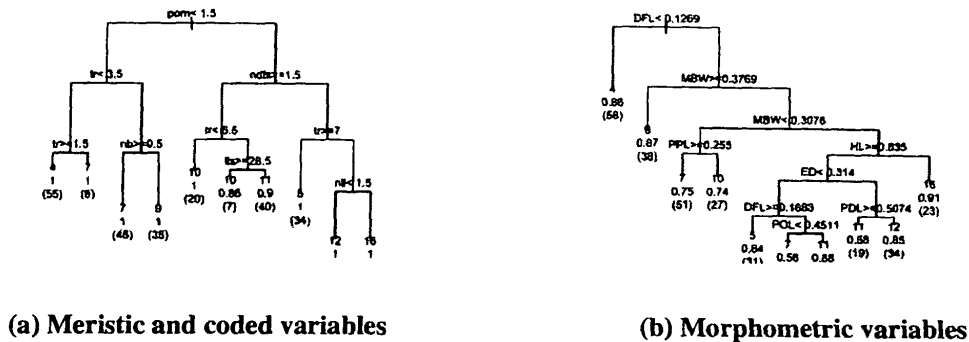 pom< 1.5
tr< 3.5
ndb>=1.5
tr>= 1.5
nb>=0.5
tr< 5.5
tr>=7
1
(55)
1
7
1
(46)
9
1
(35)
10
1
(20)
lbs>=28.5
10
0.86
(7)
11
0.9
(40)
1
(34)
nll< 1.5
12
1
16
1
(a) Meristic and coded variables
DFL< 0.1269
4
0.86
(58)
MBW>=0.3769
0.87
(38)
MBW< 0.3076
PPL>=0.255
HL>=0.835
7
0.75
(51)
10
0.74
(27)
ED< 0.314
16
0.91
(23)
DFL>=0.1683
PDL>=0.5074
POL< 0.4511
5
0.84
(31)
7
0.56
11
0.88
11
0.58
(19)
12
0.85
(34)
(b) Morphometric variables